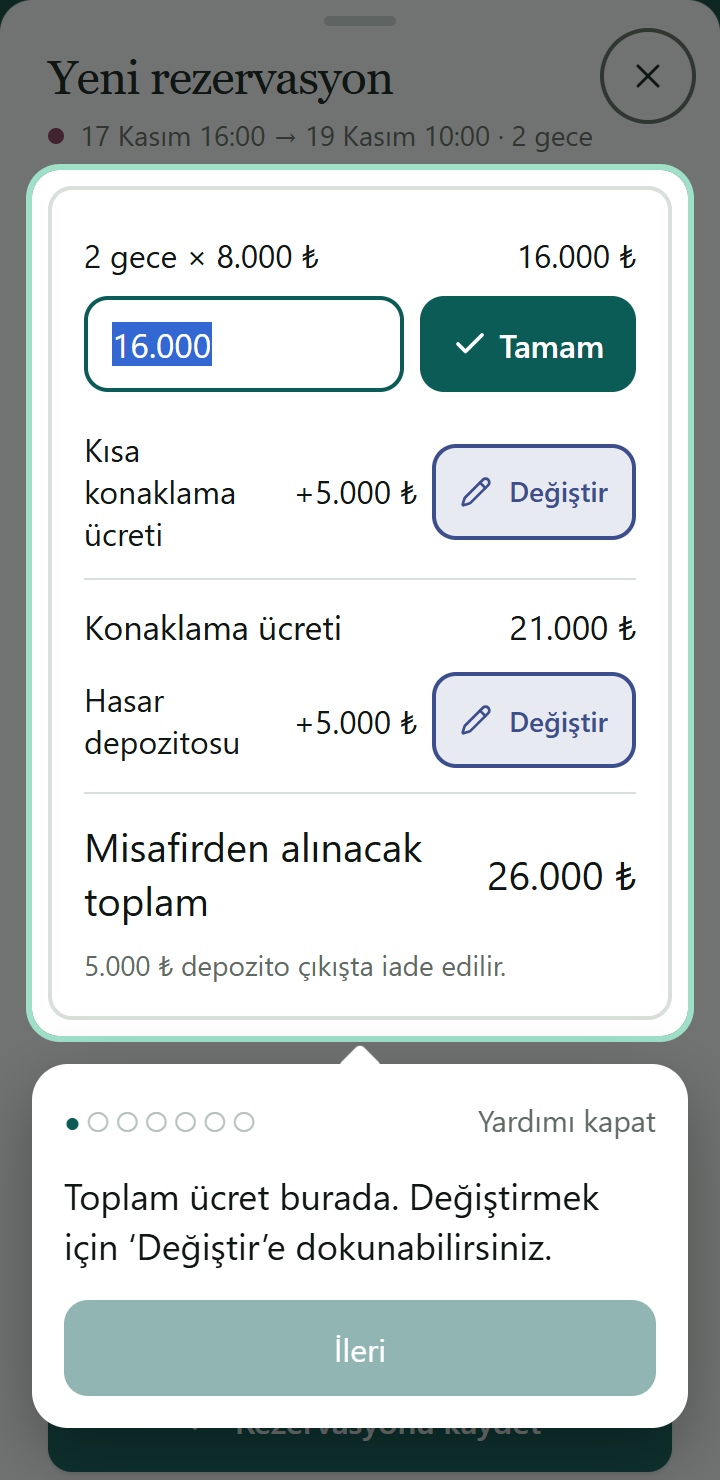 Yeni rezervasyon
17 Kasım 16:00 → 19 Kasım 10:00 · 2 gece
2 gece × 8.000 ₺ 16.000 ₺
16.000 Tamam
Kısa
konaklama
ücreti
+5.000 ₺ Değiştir
Konaklama ücreti 21.000 ₺
Hasar
depozitosu
+5.000 ₺ Değiştir
Misafirden alınacak
toplam
26.000 ₺
5.000 ₺ depozito çıkışta iade edilir.
Yardımı kapat
Toplam ücret burada. Değiştirmek
için ‘Değiştir’e dokunabilirsiniz.
İleri
Rezervasyonu kaydet